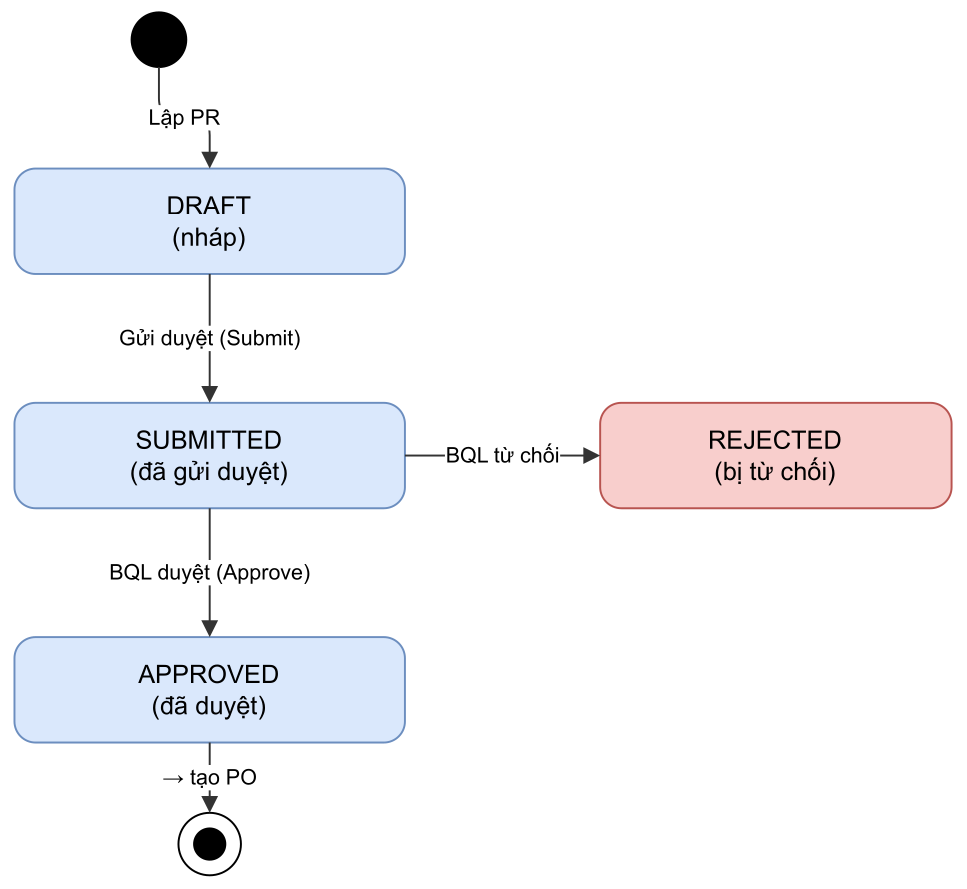 Lập PR
DRAFT
(nháp)
Gửi duyệt (Submit)
SUBMITTED
(đã gửi duyệt)
BQL từ chối
REJECTED
(bị từ chối)
BQL duyệt (Approve)
APPROVED
(đã duyệt)
→ tạo PO